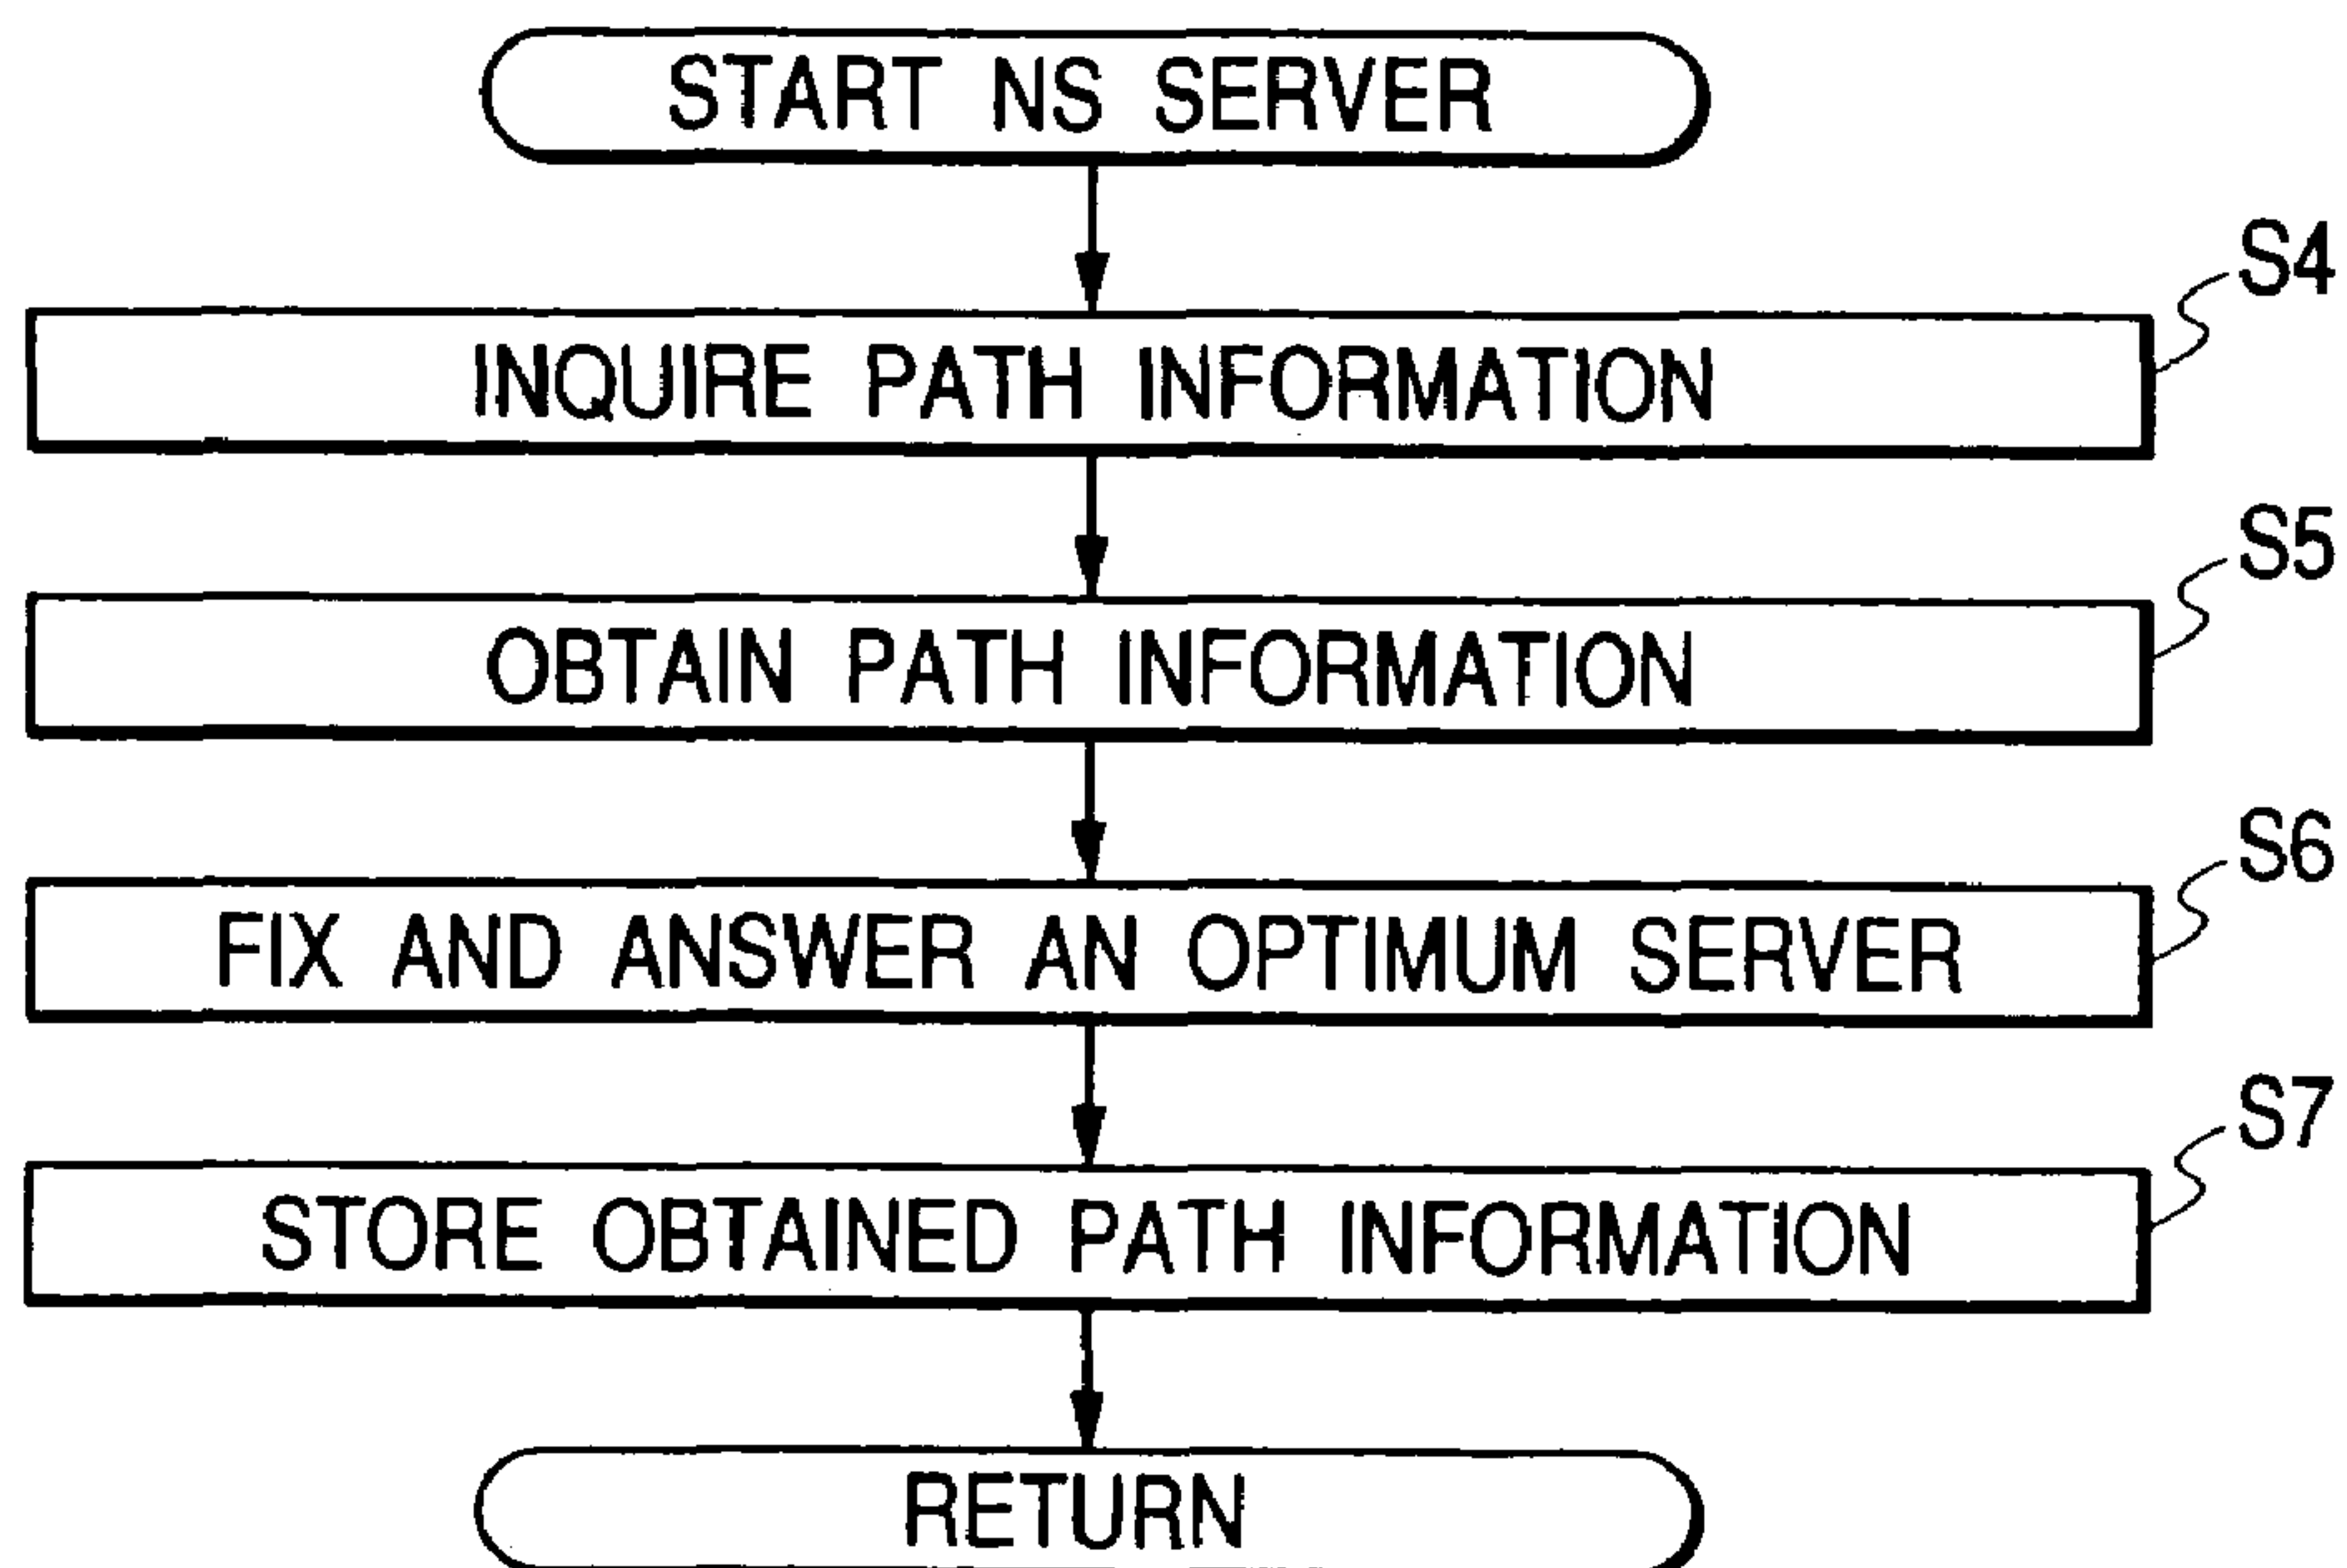 START NS SERVER
S4
INQUIRE PATH INFORMATION
S5
OBTAIN PATH INFORMATION
S6
FIX AND ANSWER AN OPTIMUM SERVER
S7
STORE OBTAINED PATH INFORMATION
RETURN